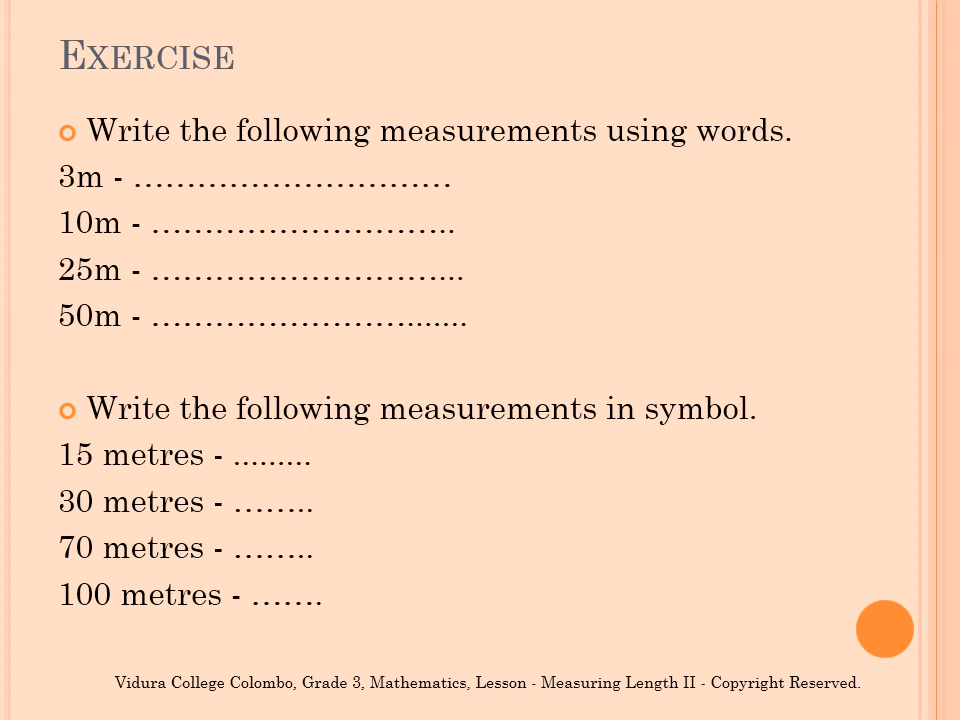 EXERCISE
Write the following measurements using words.
3m - …………………………
10m - ………………………..
25m - ………………………...
50m - …………………….......
Write the following measurements in symbol.
15 metres - .........
30 metres - ……..
70 metres - ……..
100 metres - …….
Vidura College Colombo, Grade 3, Mathematics, Lesson - Measuring Length II - Copyright Reserved.